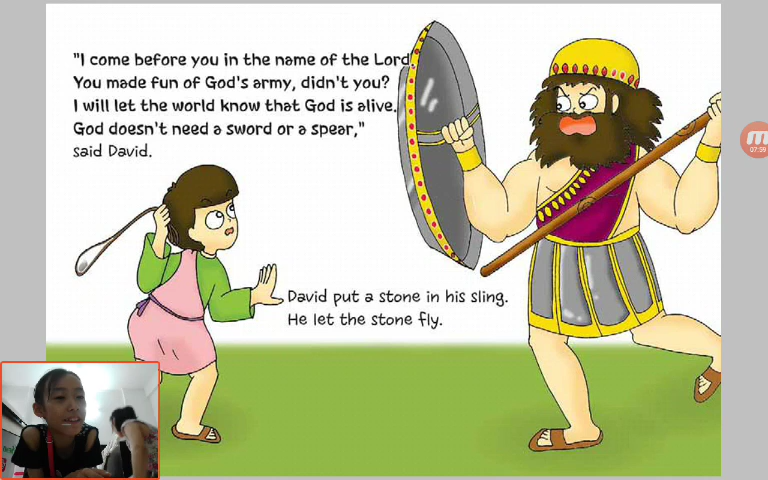 "I come before you in the name of the Lord.
You made fun of God's army, didn't you?
I will let the world know that God is alive.
God doesn't need a sword or a spear,"
said David.
David put a stone in his sling.
He let the stone fly.
07:59